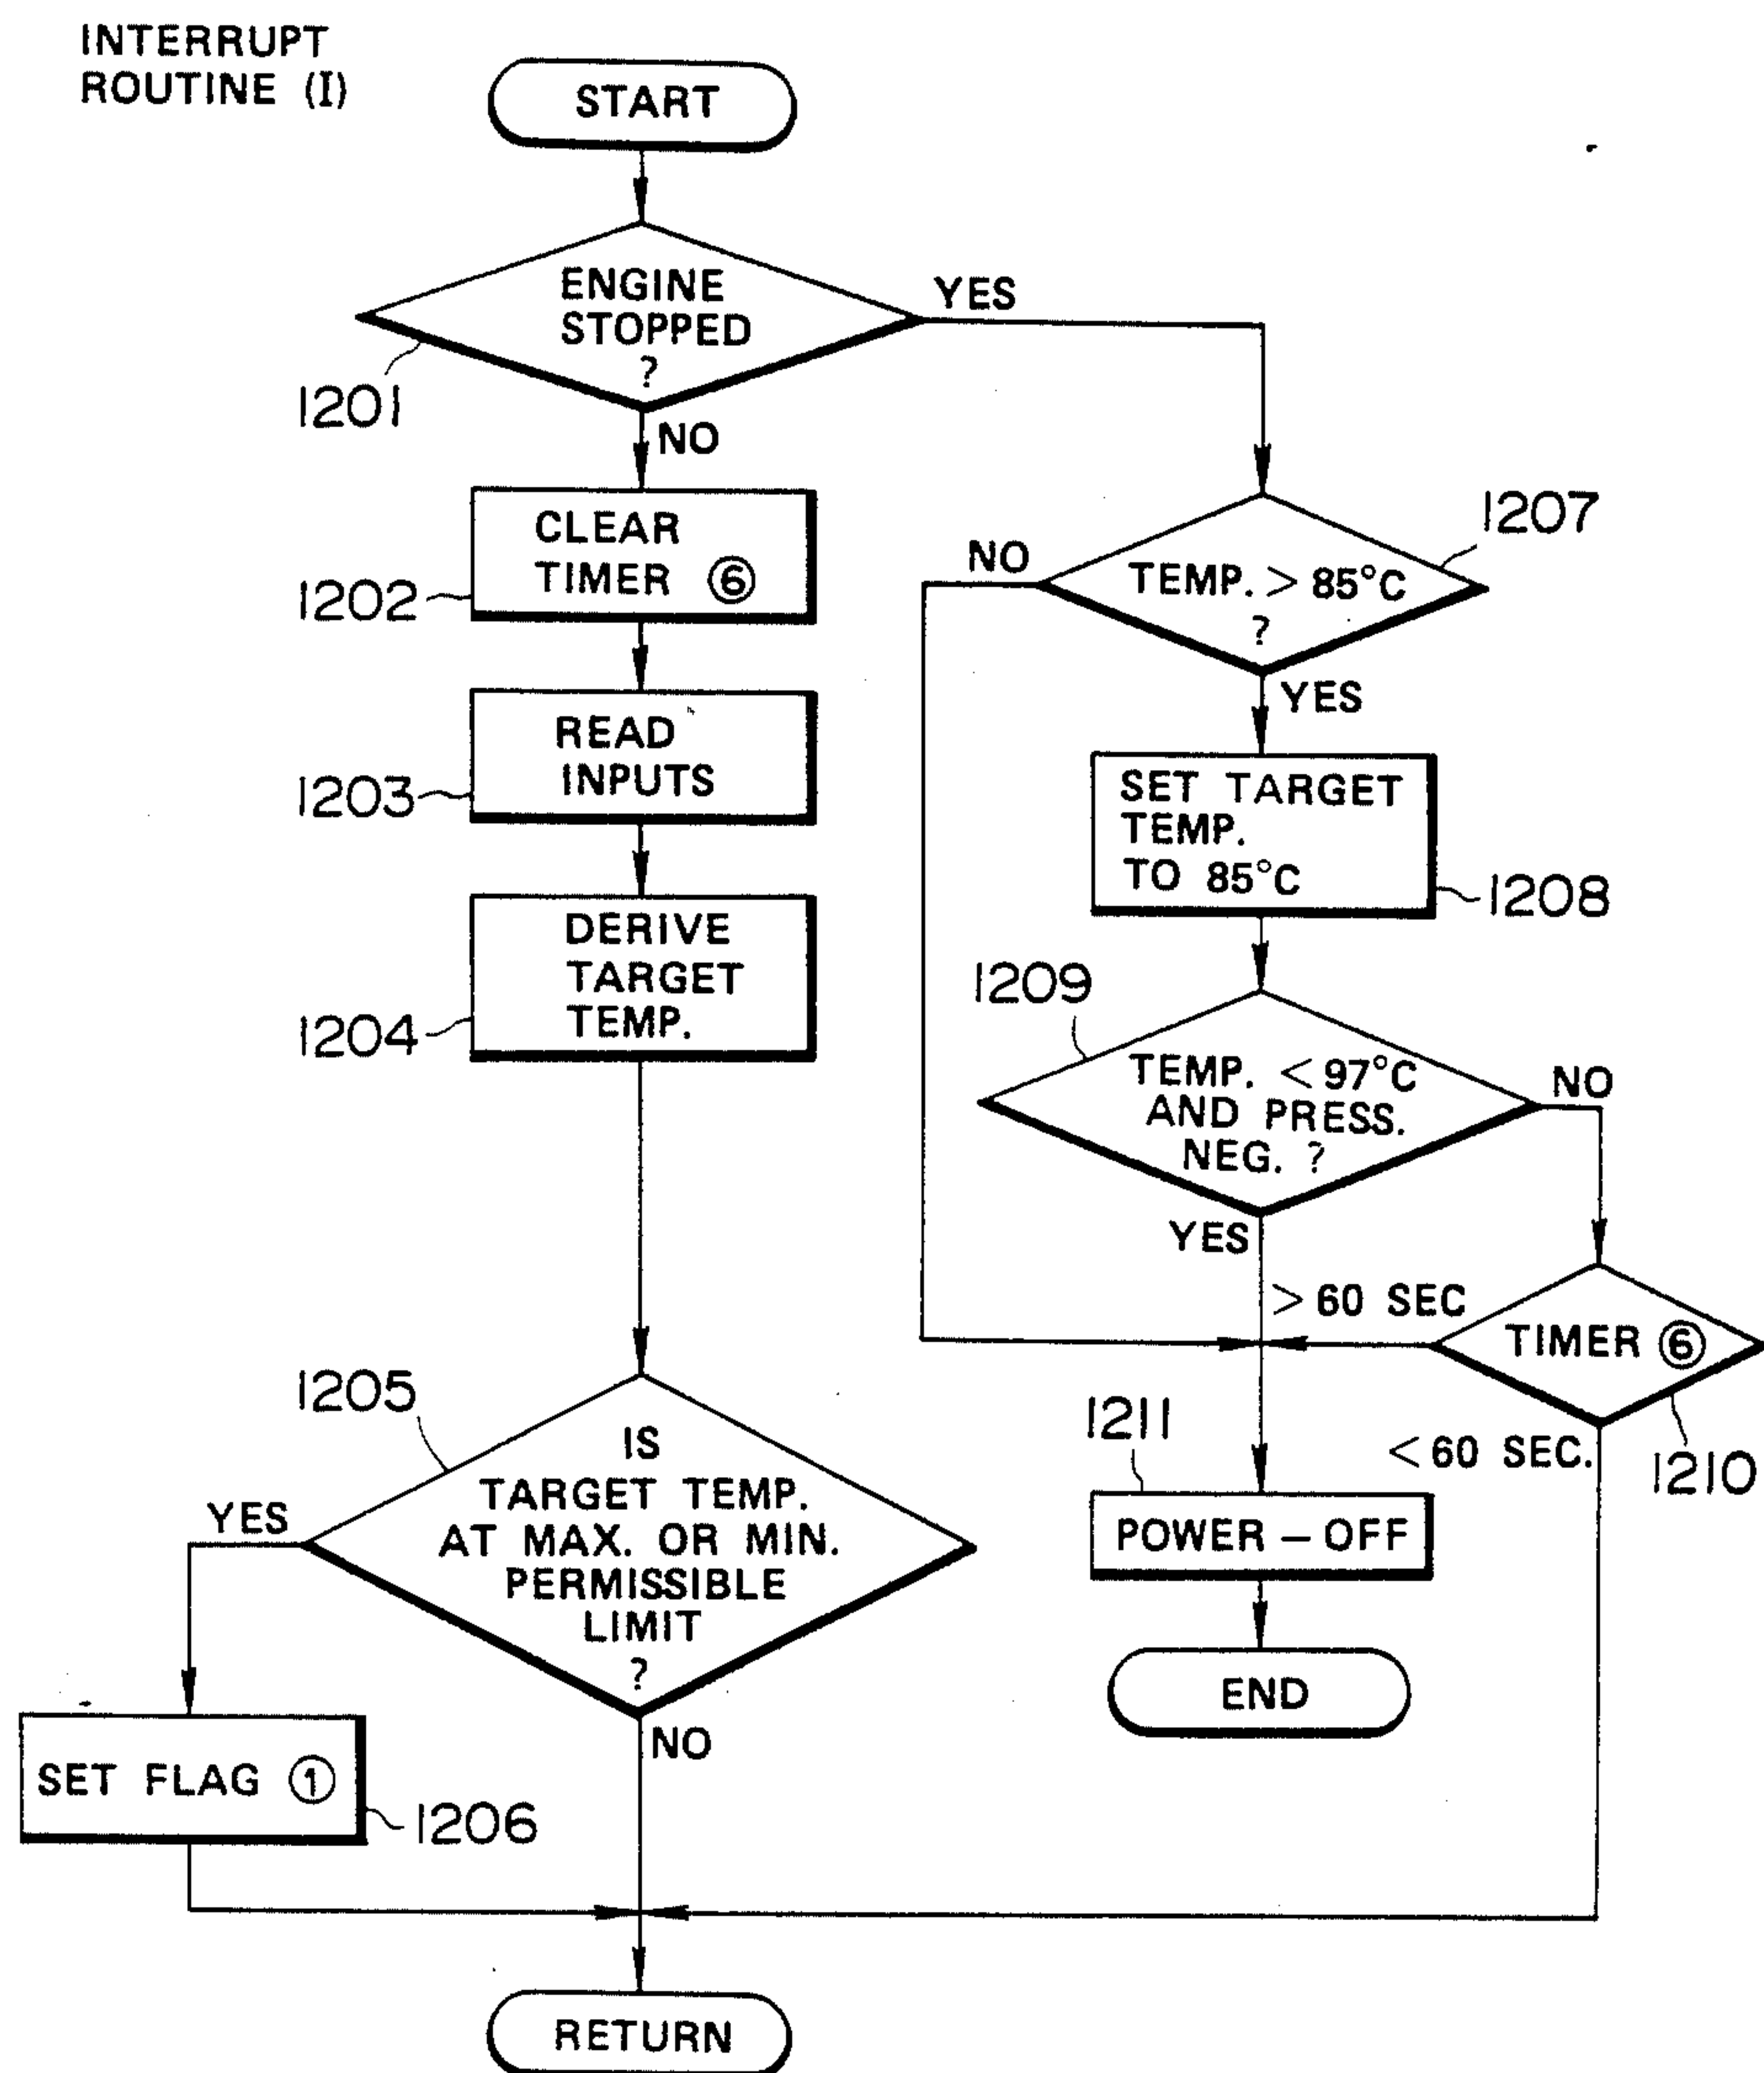 INTERRUPT
ROUTINE (I)
START
ENGINE
STOPPED
?
YES
1201
NO
CLEAR
TIMER ⑥
1202
READ
INPUTS
1203
DERIVE
TARGET
TEMP.
1204
1205
IS
TARGET TEMP.
AT MAX. OR MIN.
PERMISSIBLE
LIMIT
?
YES
NO
SET FLAG ①
1206
RETURN
1207
NO
TEMP. > 85°C
?
YES
SET TARGET
TEMP.
TO 85°C
1208
1209
TEMP. < 97°C
AND PRESS.
NEG. ?
NO
YES
> 60 SEC
TIMER ⑥
1210
< 60 SEC.
1211
POWER – OFF
END